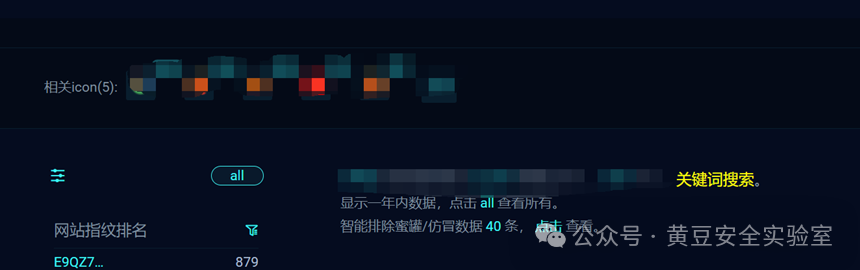 相关icon(5):
all
关键词搜索。
显示一年内数据，点击 all 查看所有。
智能排除蜜罐/仿冒数据 40 条，点击 查看。
网站指纹排名
E9QZ7... 879
公众号 · 黄豆安全实验室